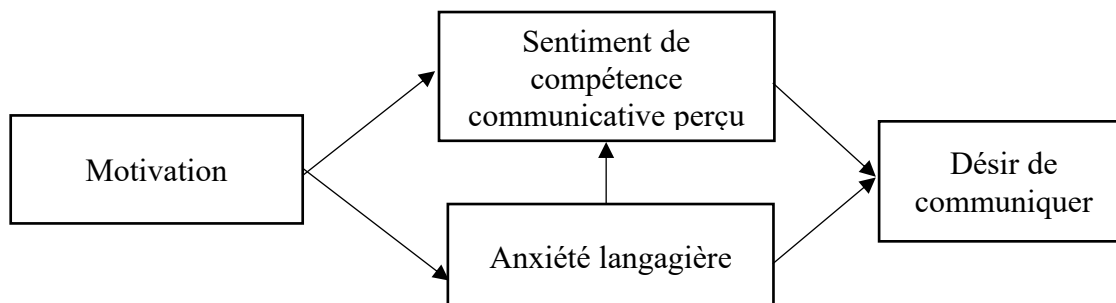 Sentiment de
compétence
communicative perçu
Motivation
Désir de
communiquer
Anxiété langagière